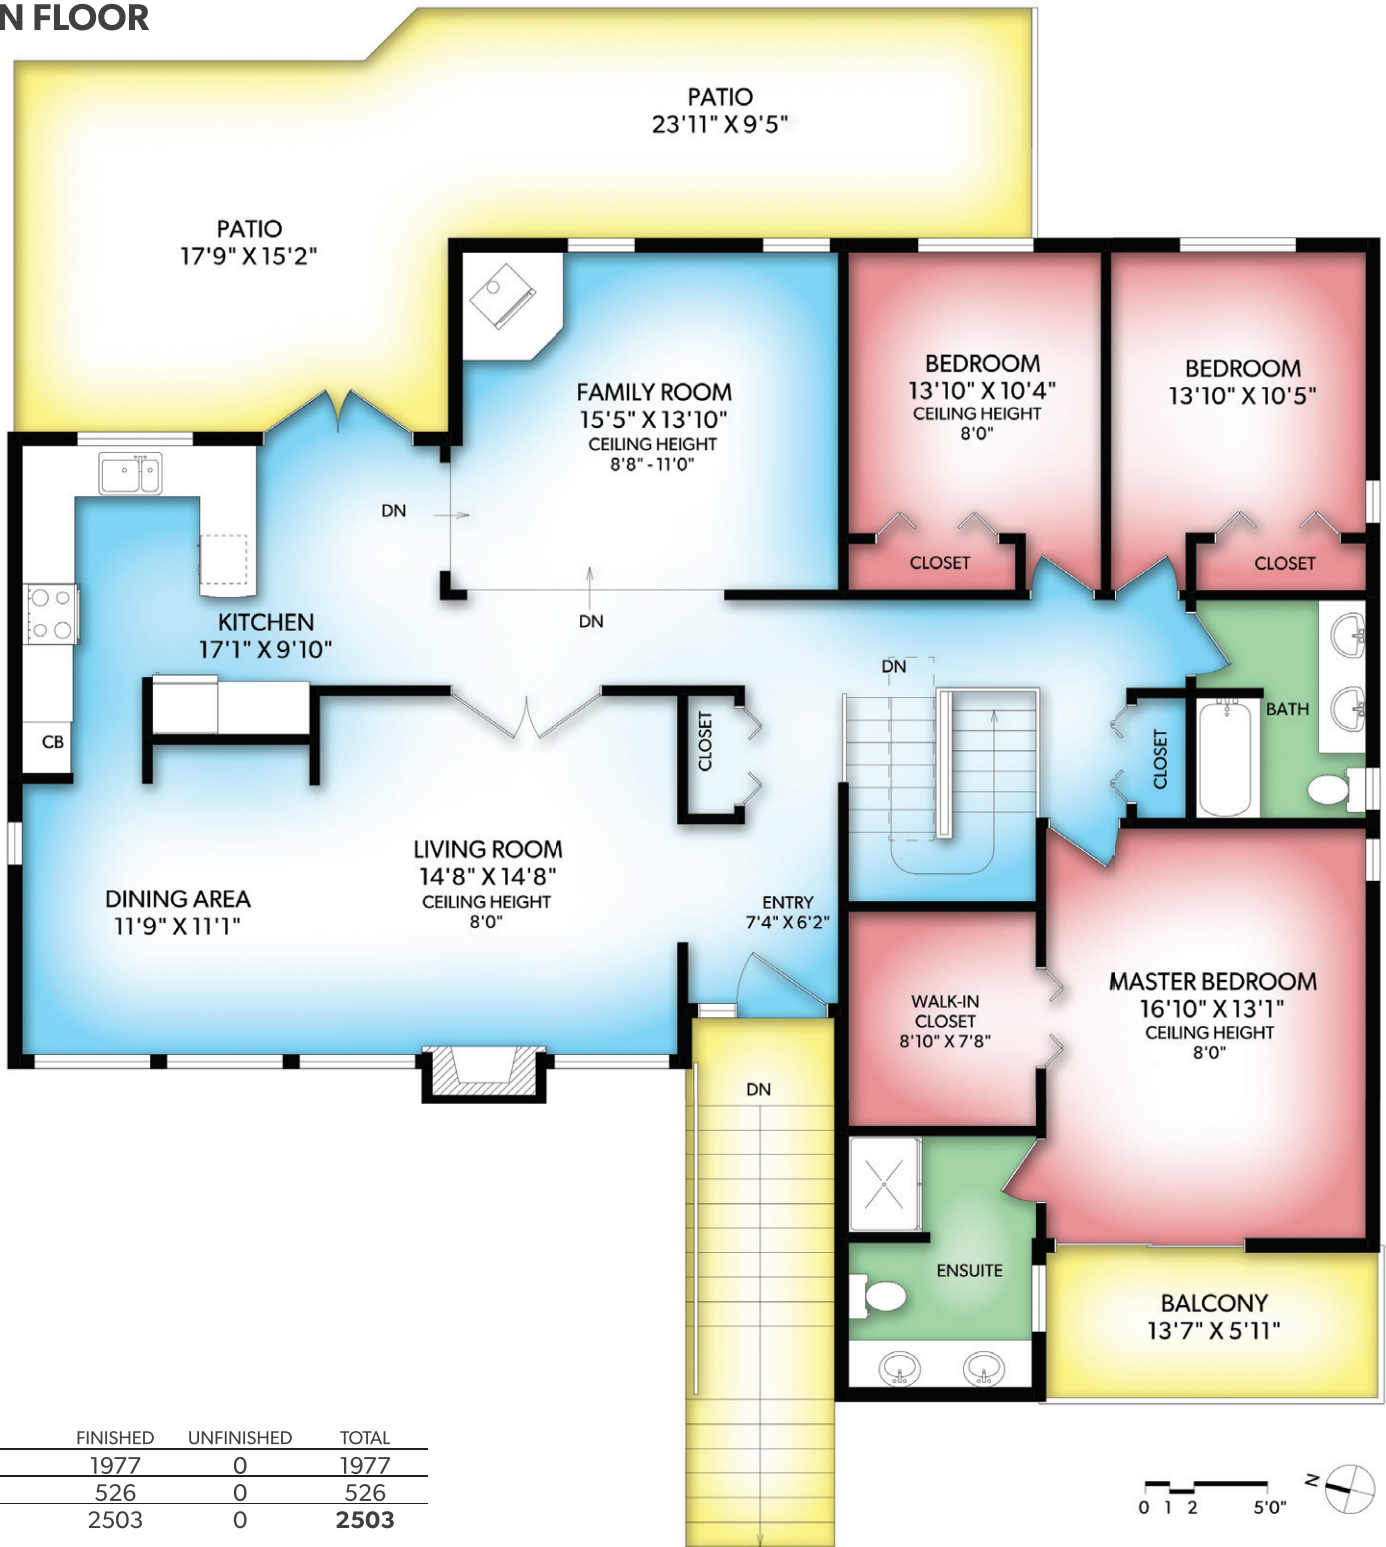 N FLOOR
PATIO
23'11" X 9'5"
PATIO
17'9" X 15'2"
FAMILY ROOM
15'5" X 13'10"
CEILING HEIGHT
8'8" - 11'0"
BEDROOM
13'10" X 10'4"
CEILING HEIGHT
8'0"
BEDROOM
13'10" X 10'5"
DN
CLOSET
CLOSET
KITCHEN
17'1" X 9'10"
DN
DN
CB
CLOSET
CLOSET
BATH
LIVING ROOM
14'8" X 14'8"
CEILING HEIGHT
8'0"
DINING AREA
11'9" X 11'1"
ENTRY
7'4" X 6'2"
WALK-IN
CLOSET
8'10" X 7'8"
MASTER BEDROOM
16'10" X 13'1"
CEILING HEIGHT
8'0"
DN
ENSUITE
BALCONY
13'7" X 5'11"
FINISHED UNFINISHED TOTAL
1977 0 1977
526 0 526
2503 0 2503
0 1 2 5'0"
N